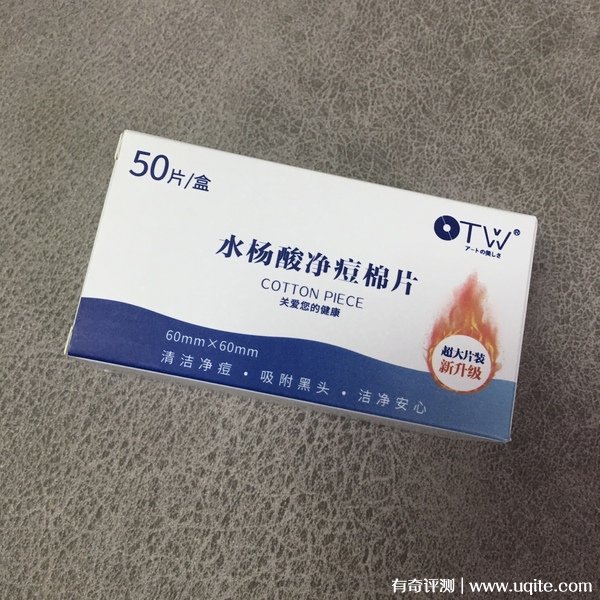 50片/盒
OTW®
アートの美しさ
水杨酸净痘棉片
COTTON PIECE
关爱您的健康
60mm×60mm
清洁净痘 · 吸附黑头 · 洁净安心
超大片装
新升级
有奇评测 | www.uqite.com